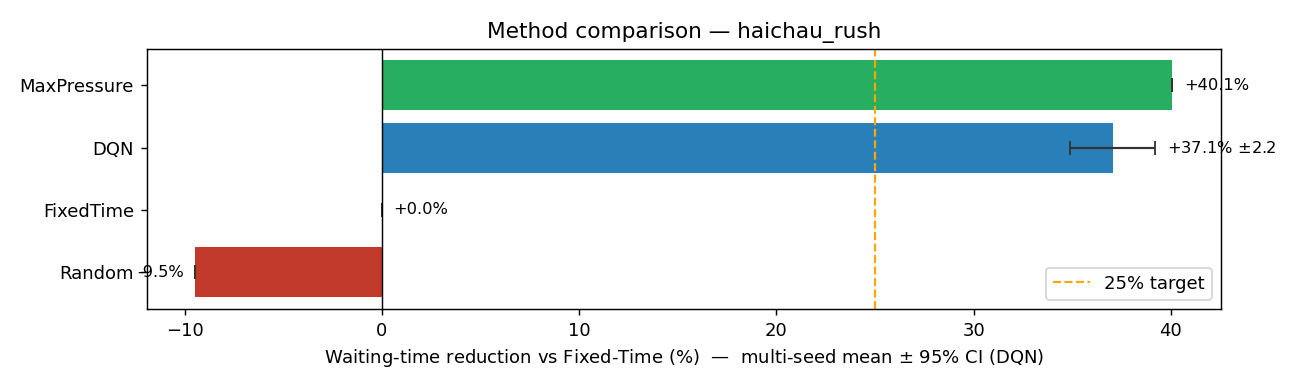 Method comparison — haichau_rush
MaxPressure
+40.1%
DQN
+37.1% ±2.2
FixedTime
+0.0%
Random
-9.5%
25% target
−10 0 10 20 30 40
Waiting-time reduction vs Fixed-Time (%) — multi-seed mean ± 95% CI (DQN)